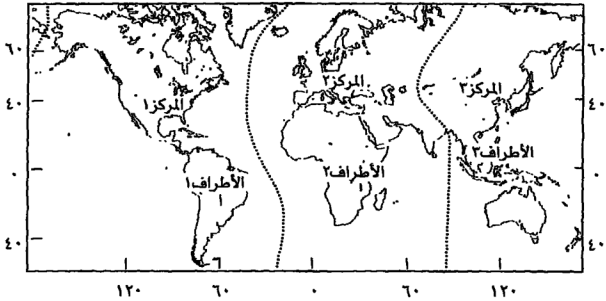 ٦٠ ٦٠
المركز٢ المركز٣
٤٠ المركز١ ٤٠
الأطراف٣
٠ الأطراف١ الأطراف٢ ٠
٤٠ ٤٠
١٢٠ ٦٠ ٠ ٦٠ ١٢٠